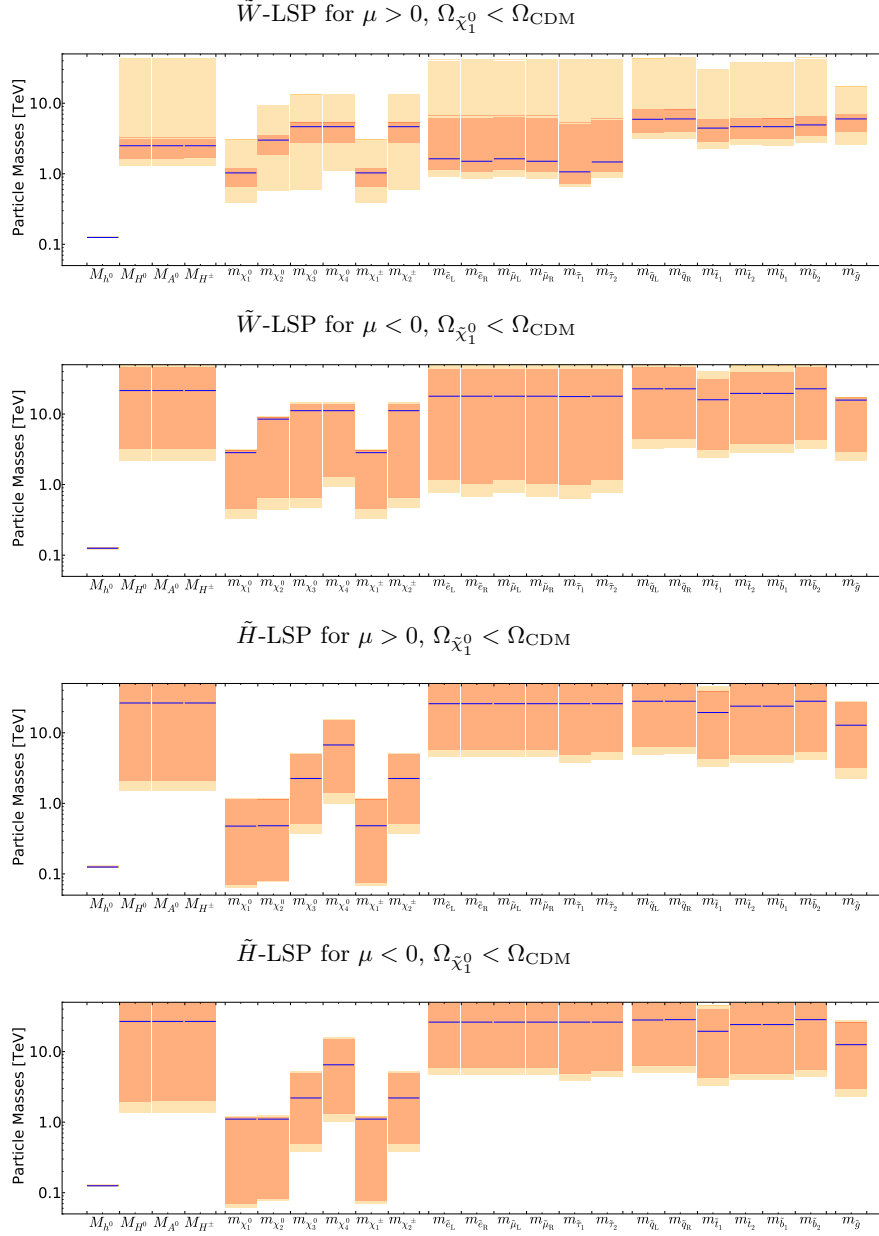 W̃-LSP for μ > 0, Ω_χ̃₁⁰ < Ω_CDM
Particle Masses [TeV]
10.0
1.0
0.1
M_h⁰ M_H⁰ M_A⁰ M_H± m_χ₁⁰ m_χ₂⁰ m_χ₃⁰ m_χ₄⁰ m_χ₁± m_χ₂± m_ẽL m_ẽR m_μ̃L m_μ̃R m_τ̃₁ m_τ̃₂ m_q̃L m_q̃R m_t̃₁ m_t̃₂ m_b̃₁ m_b̃₂ m_g̃
W̃-LSP for μ < 0, Ω_χ̃₁⁰ < Ω_CDM
Particle Masses [TeV]
10.0
1.0
0.1
M_h⁰ M_H⁰ M_A⁰ M_H± m_χ₁⁰ m_χ₂⁰ m_χ₃⁰ m_χ₄⁰ m_χ₁± m_χ₂± m_ẽL m_ẽR m_μ̃L m_μ̃R m_τ̃₁ m_τ̃₂ m_q̃L m_q̃R m_t̃₁ m_t̃₂ m_b̃₁ m_b̃₂ m_g̃
H̃-LSP for μ > 0, Ω_χ̃₁⁰ < Ω_CDM
Particle Masses [TeV]
10.0
1.0
0.1
M_h⁰ M_H⁰ M_A⁰ M_H± m_χ₁⁰ m_χ₂⁰ m_χ₃⁰ m_χ₄⁰ m_χ₁± m_χ₂± m_ẽL m_ẽR m_μ̃L m_μ̃R m_τ̃₁ m_τ̃₂ m_q̃L m_q̃R m_t̃₁ m_t̃₂ m_b̃₁ m_b̃₂ m_g̃
H̃-LSP for μ < 0, Ω_χ̃₁⁰ < Ω_CDM
Particle Masses [TeV]
10.0
1.0
0.1
M_h⁰ M_H⁰ M_A⁰ M_H± m_χ₁⁰ m_χ₂⁰ m_χ₃⁰ m_χ₄⁰ m_χ₁± m_χ₂± m_ẽL m_ẽR m_μ̃L m_μ̃R m_τ̃₁ m_τ̃₂ m_q̃L m_q̃R m_t̃₁ m_t̃₂ m_b̃₁ m_b̃₂ m_g̃